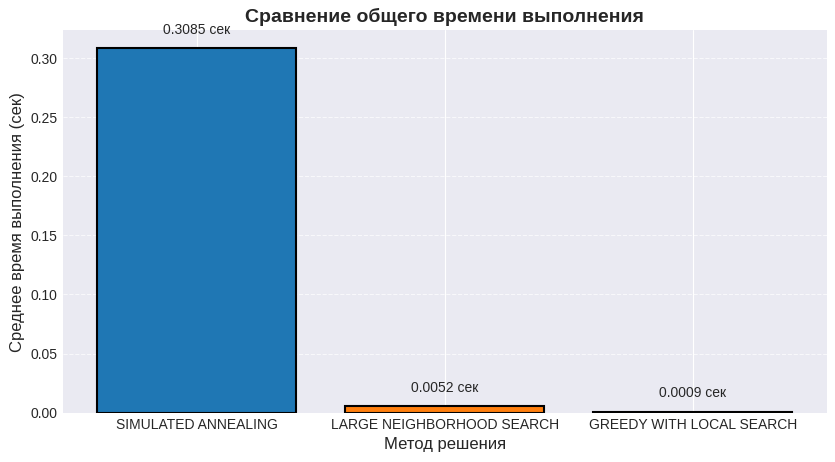 Сравнение общего времени выполнения
0.3085 сек
0.30
0.25
0.20
0.15
0.10
0.05
0.00
Среднее время выполнения (сек)
0.0052 сек
0.0009 сек
SIMULATED ANNEALING
LARGE NEIGHBORHOOD SEARCH
GREEDY WITH LOCAL SEARCH
Метод решения